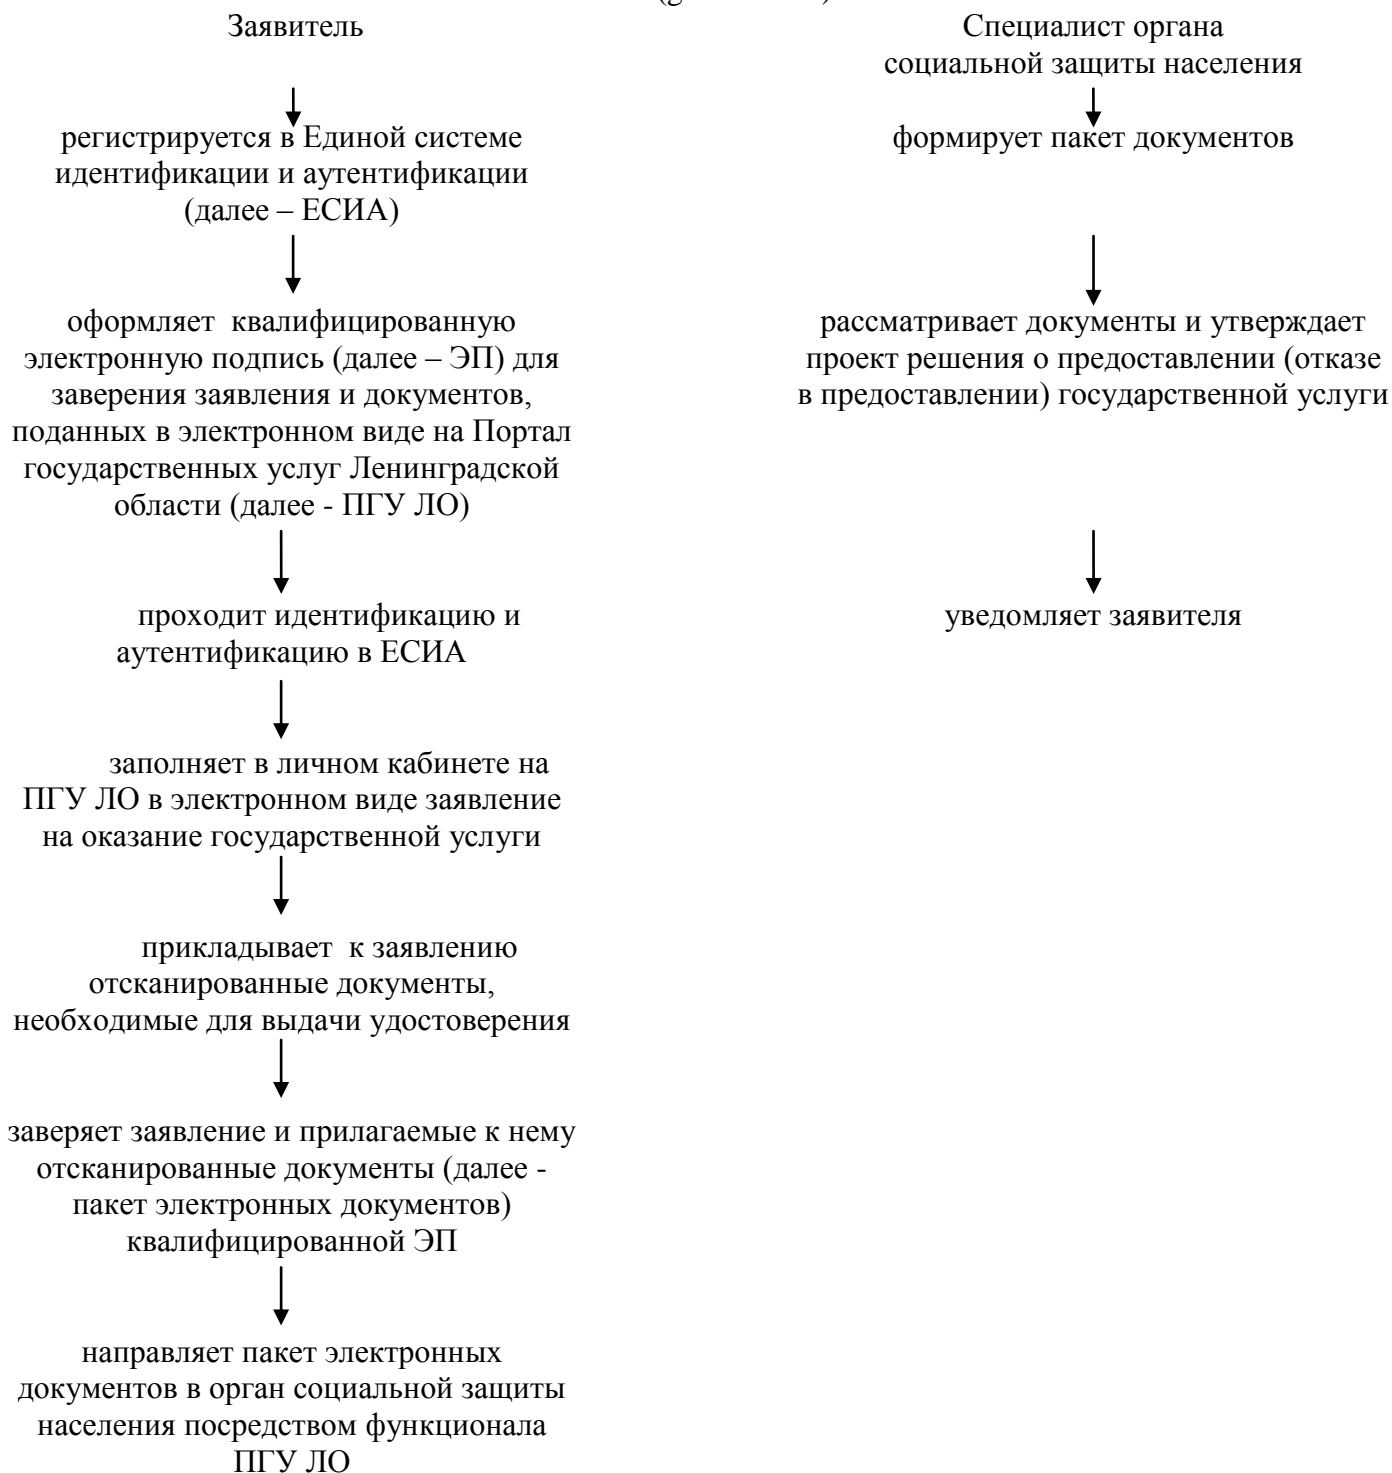 Заявитель
регистрируется в Единой системе
идентификации и аутентификации
(далее – ЕСИА)
оформляет квалифицированную
электронную подпись (далее – ЭП) для
заверения заявления и документов,
поданных в электронном виде на Портал
государственных услуг Ленинградской
области (далее - ПГУ ЛО)
проходит идентификацию и
аутентификацию в ЕСИА
заполняет в личном кабинете на
ПГУ ЛО в электронном виде заявление
на оказание государственной услуги
прикладывает к заявлению
отсканированные документы,
необходимые для выдачи удостоверения
заверяет заявление и прилагаемые к нему
отсканированные документы (далее -
пакет электронных документов)
квалифицированной ЭП
направляет пакет электронных
документов в орган социальной защиты
населения посредством функционала
ПГУ ЛО
Специалист органа
социальной защиты населения
формирует пакет документов
рассматривает документы и утверждает
проект решения о предоставлении (отказе
в предоставлении) государственной услуги
уведомляет заявителя